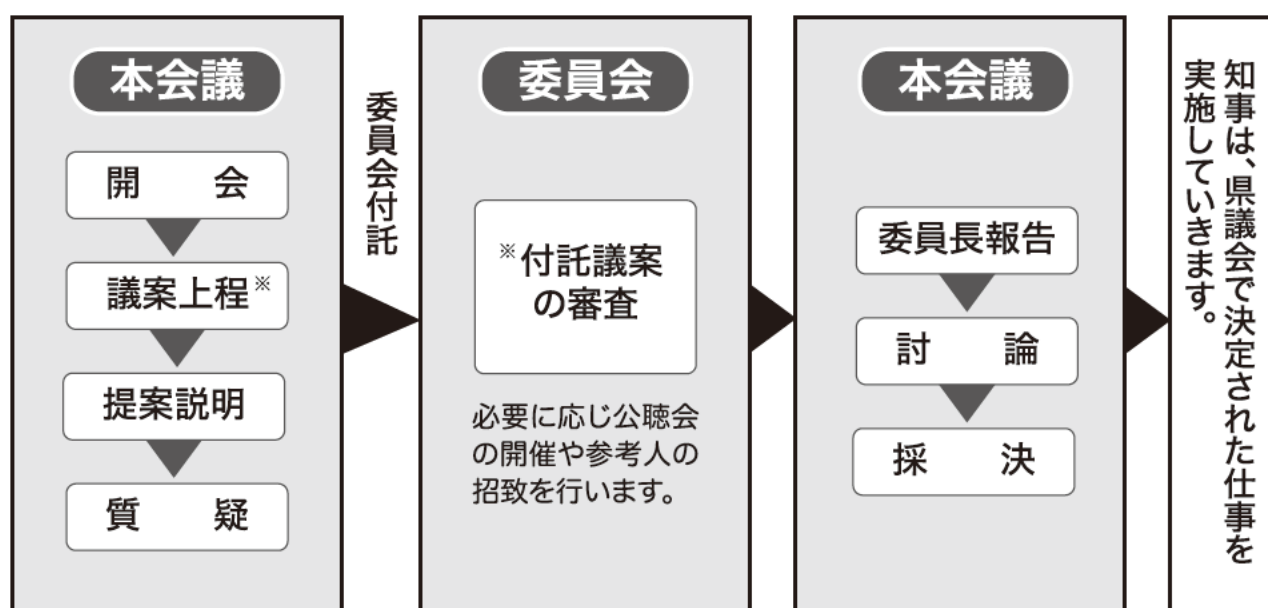 本会議
開　会
議案上程※
提案説明
質　疑
委員会付託
委員会
※付託議案
の審査
必要に応じ公聴会
の開催や参考人の
招致を行います。
本会議
委員長報告
討　論
採　決
知事は、県議会で決定された仕事を
実施していきます。